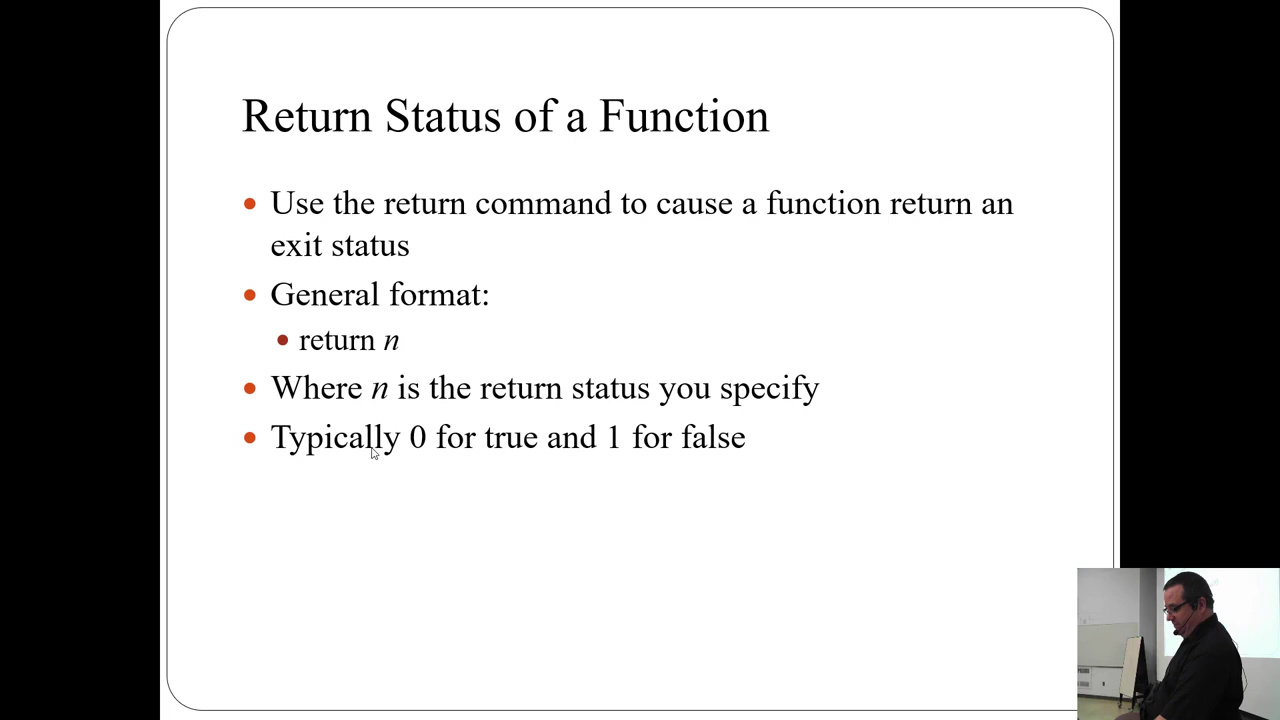 Return Status of a Function
• Use the return command to cause a function return an
exit status
• General format:
• return n
• Where n is the return status you specify
• Typically 0 for true and 1 for false